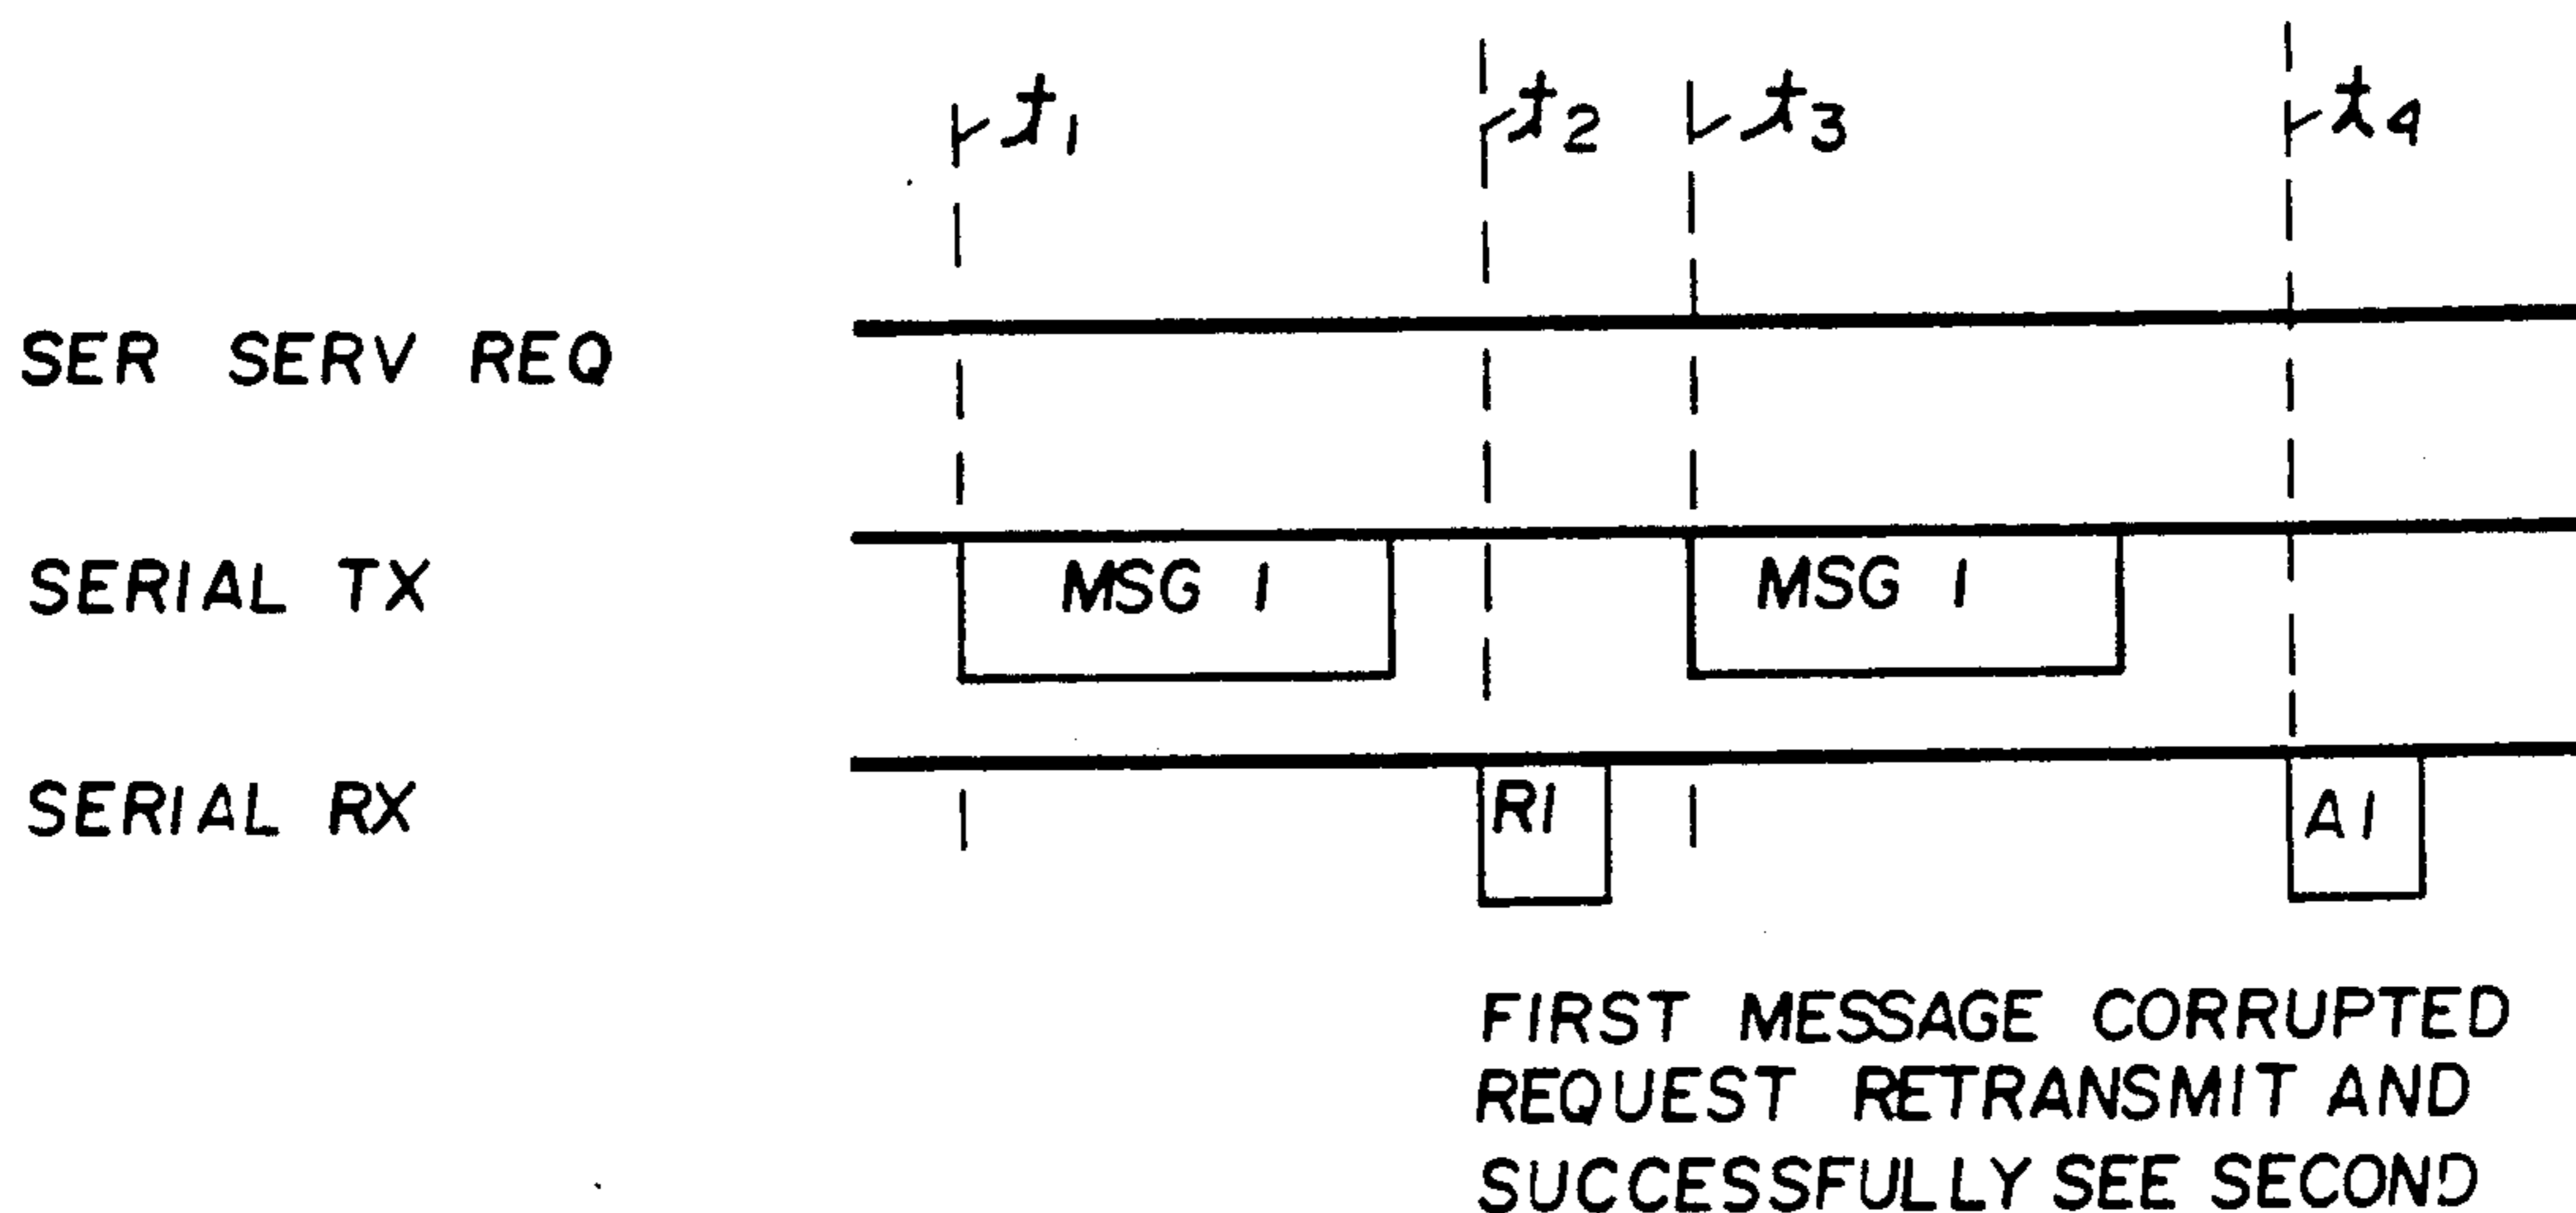 t1 t2 t3 t4
SER SERV REQ
SERIAL TX MSG 1 MSG 1
SERIAL RX R1 A1
FIRST MESSAGE CORRUPTED
REQUEST RETRANSMIT AND
SUCCESSFULLY SEE SECOND